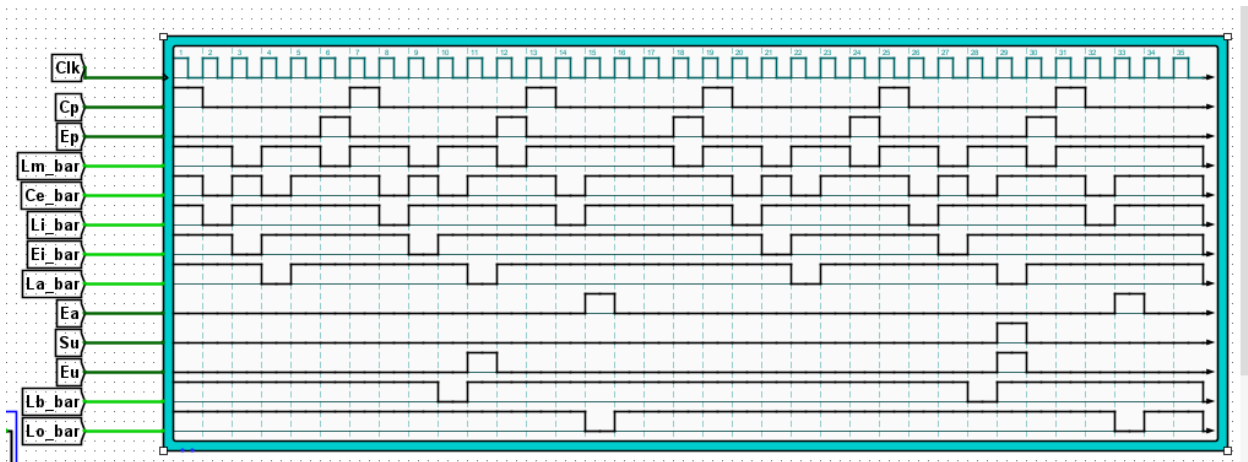 1 2 3 4 5 6 7 8 9 10 11 12 13 14 15 16 17 18 19 20 21 22 23 24 25 26 27 28 29 30 31 32 33 34 35
Clk
Cp
Ep
Lm_bar
Ce_bar
Li_bar
Ei_bar
La_bar
Ea
Su
Eu
Lb_bar
Lo_bar